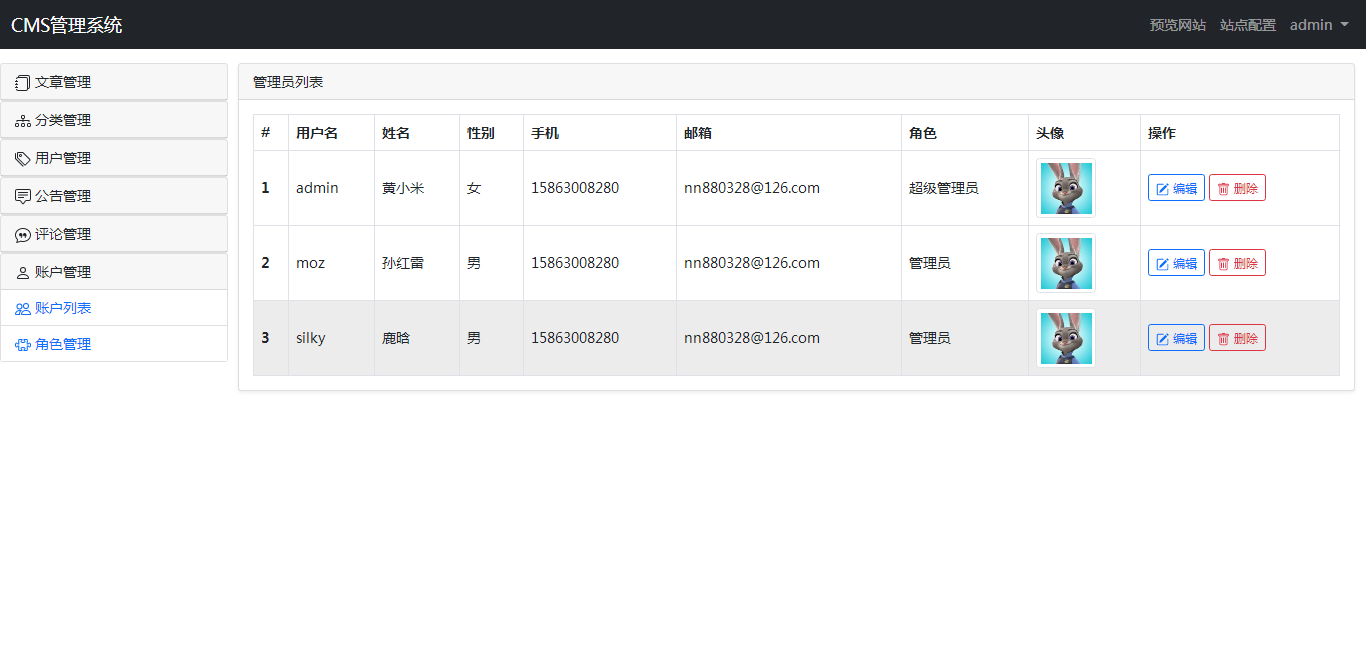 CMS管理系统
预览网站 站点配置 admin
文章管理
分类管理
用户管理
公告管理
评论管理
账户管理
账户列表
角色管理
管理员列表
# 用户名 姓名 性别 手机 邮箱 角色 头像 操作
1 admin 黄小米 女 15863008280 nn880328@126.com 超级管理员 编辑 删除
2 moz 孙红雷 男 15863008280 nn880328@126.com 管理员 编辑 删除
3 silky 鹿晗 男 15863008280 nn880328@126.com 管理员 编辑 删除